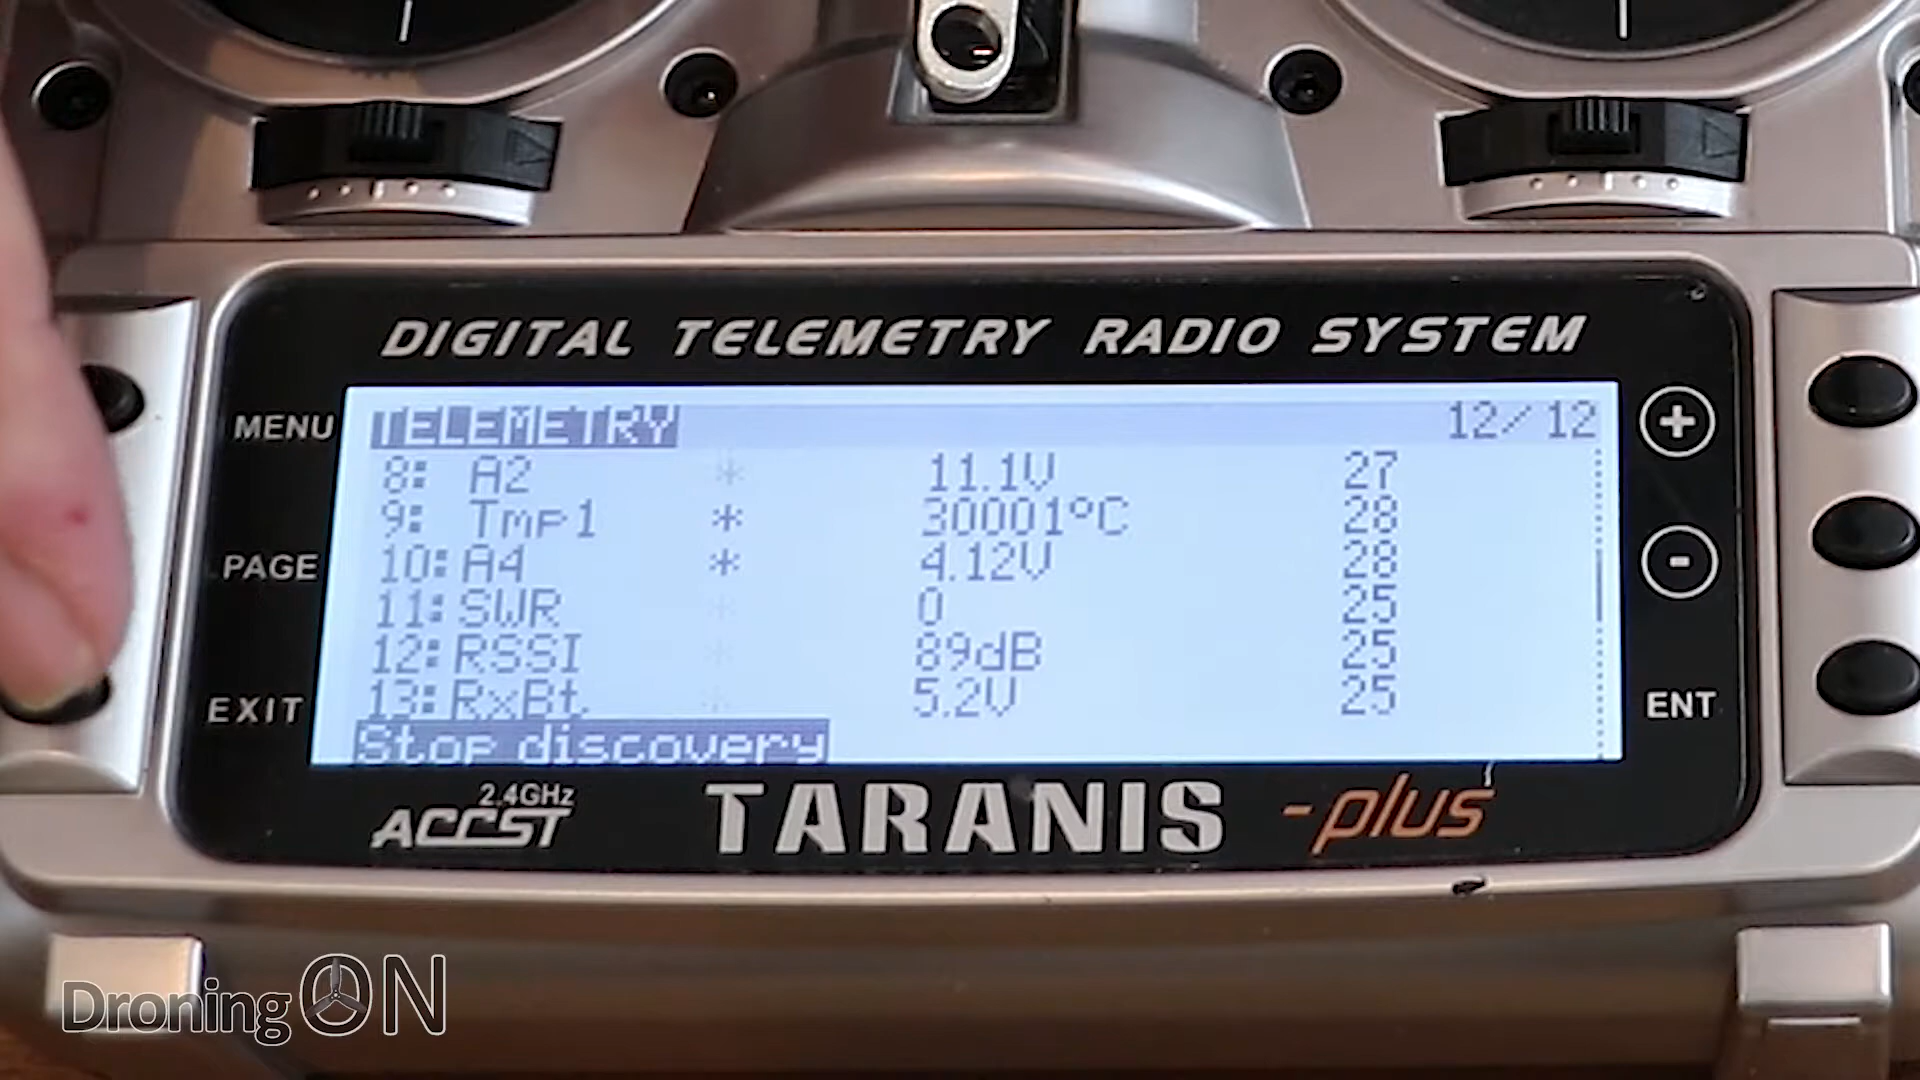 DIGITAL TELEMETRY RADIO SYSTEM
MENU
PAGE
EXIT
TELEMETRY 12/12
8: A2 * 11.1V 27
9: Tmp1 * 30001ºC 28
10: A4 * 4.12V 28
11: SWR * 0 25
12: RSSI * 89dB 25
13: RxBt * 5.2V 25
Stop discovery
+
-
ENT
2.4GHz
ACCST
TARANIS -plus
DroningON